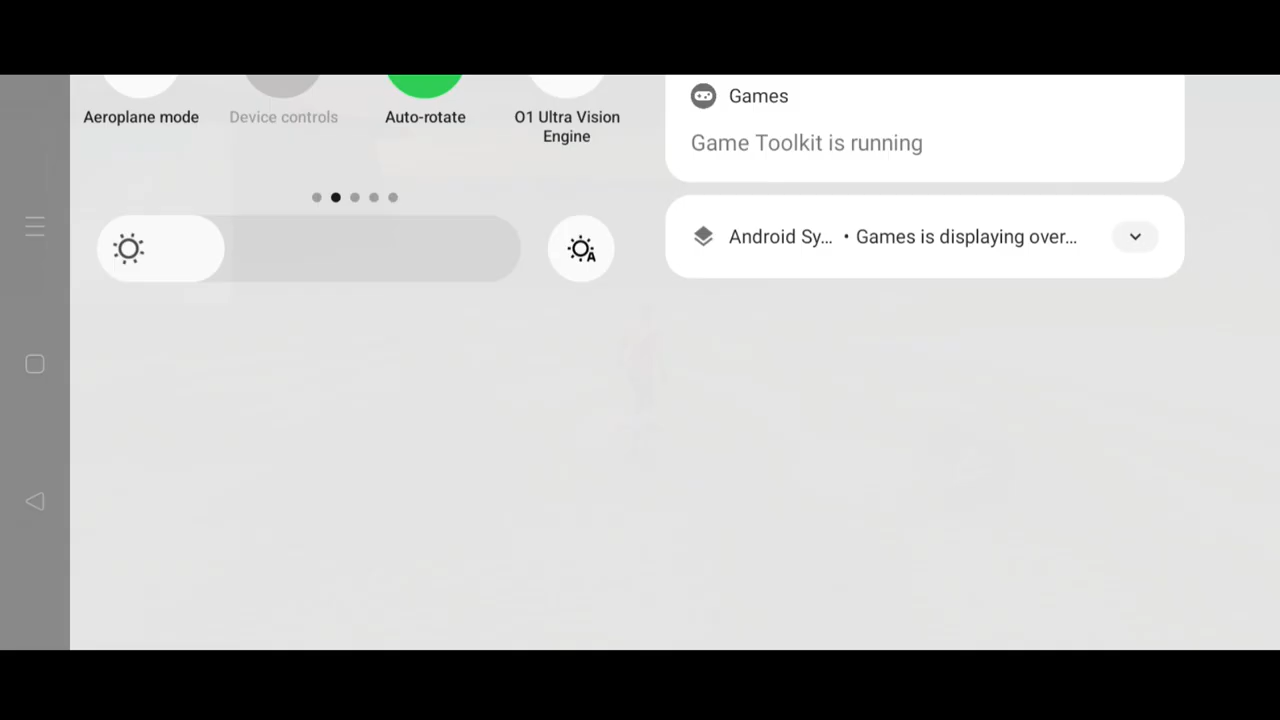 Aeroplane mode
Device controls
Auto-rotate
O1 Ultra Vision
Engine
Games
Game Toolkit is running
Android Sy... • Games is displaying over...
A